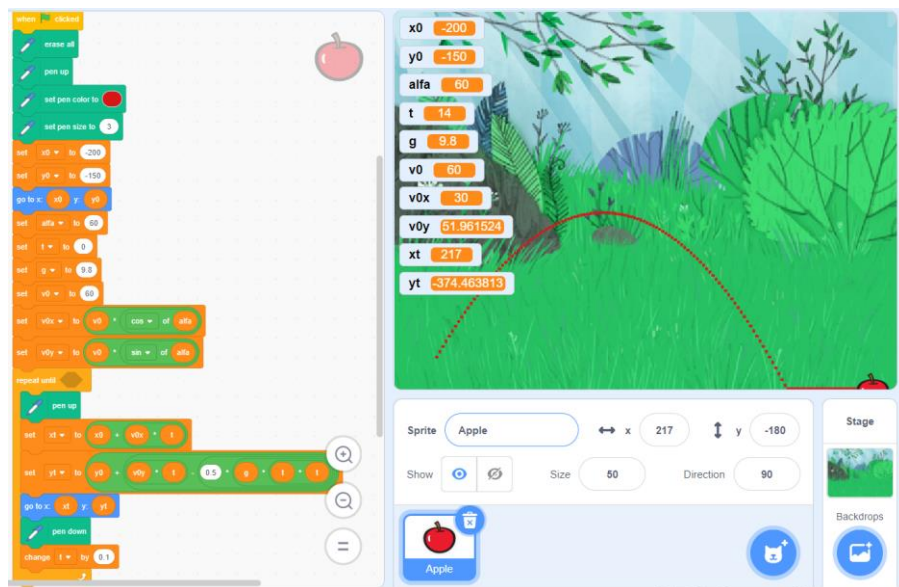 when clicked
erase all
pen up
set pen color to
set pen size to 3
set x0 to -200
set y0 to -150
go to x: x0 y: y0
set alfa to 60
set t to 0
set g to 9.8
set v0 to 60
set v0x to v0 * cos of alfa
set v0y to v0 * sin of alfa
repeat until
pen up
set xt to x0 + v0x * t
set yt to y0 + v0y * t - 0.5 * g * t * t
go to x: xt y: yt
pen down
change t by 0.1
x0 -200
y0 -150
alfa 60
t 14
g 9.8
v0 60
v0x 30
v0y 51.961524
xt 217
yt -374.463813
Sprite Apple x 217 y -180
Show Size 50 Direction 90
Apple
Stage
Backdrops